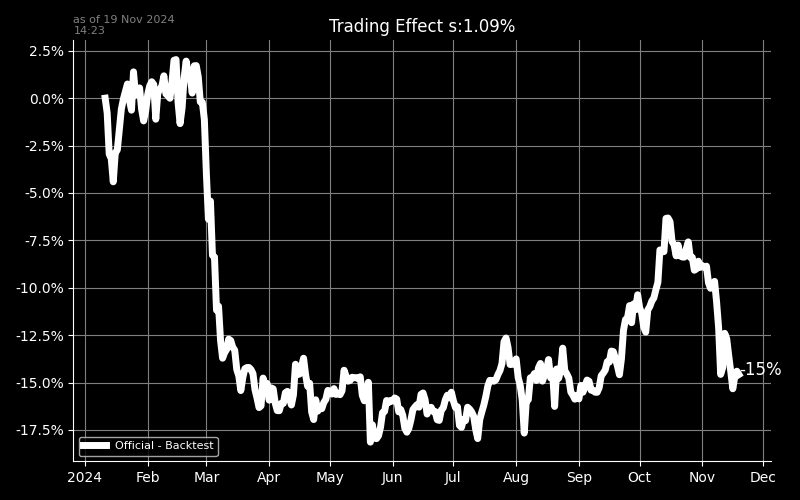 as of 19 Nov 2024
14:23
Trading Effect s:1.09%
2.5%
0.0%
-2.5%
-5.0%
-7.5%
-10.0%
-12.5%
-15.0%
-17.5%
-15%
Official - Backtest
2024 Feb Mar Apr May Jun Jul Aug Sep Oct Nov Dec